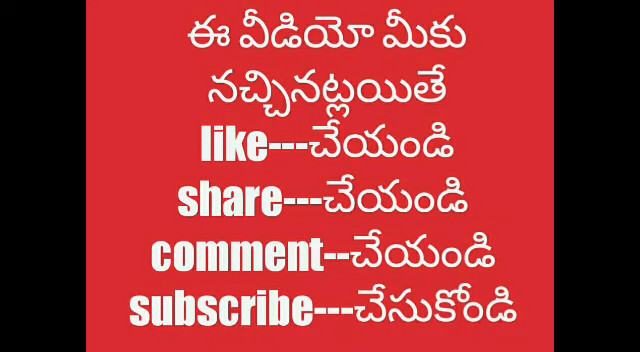 ఈ వీడియో మీకు
నచ్చినట్లయితే
like---చేయండి
share---చేయండి
comment--చేయండి
subscribe---చేసుకోండి